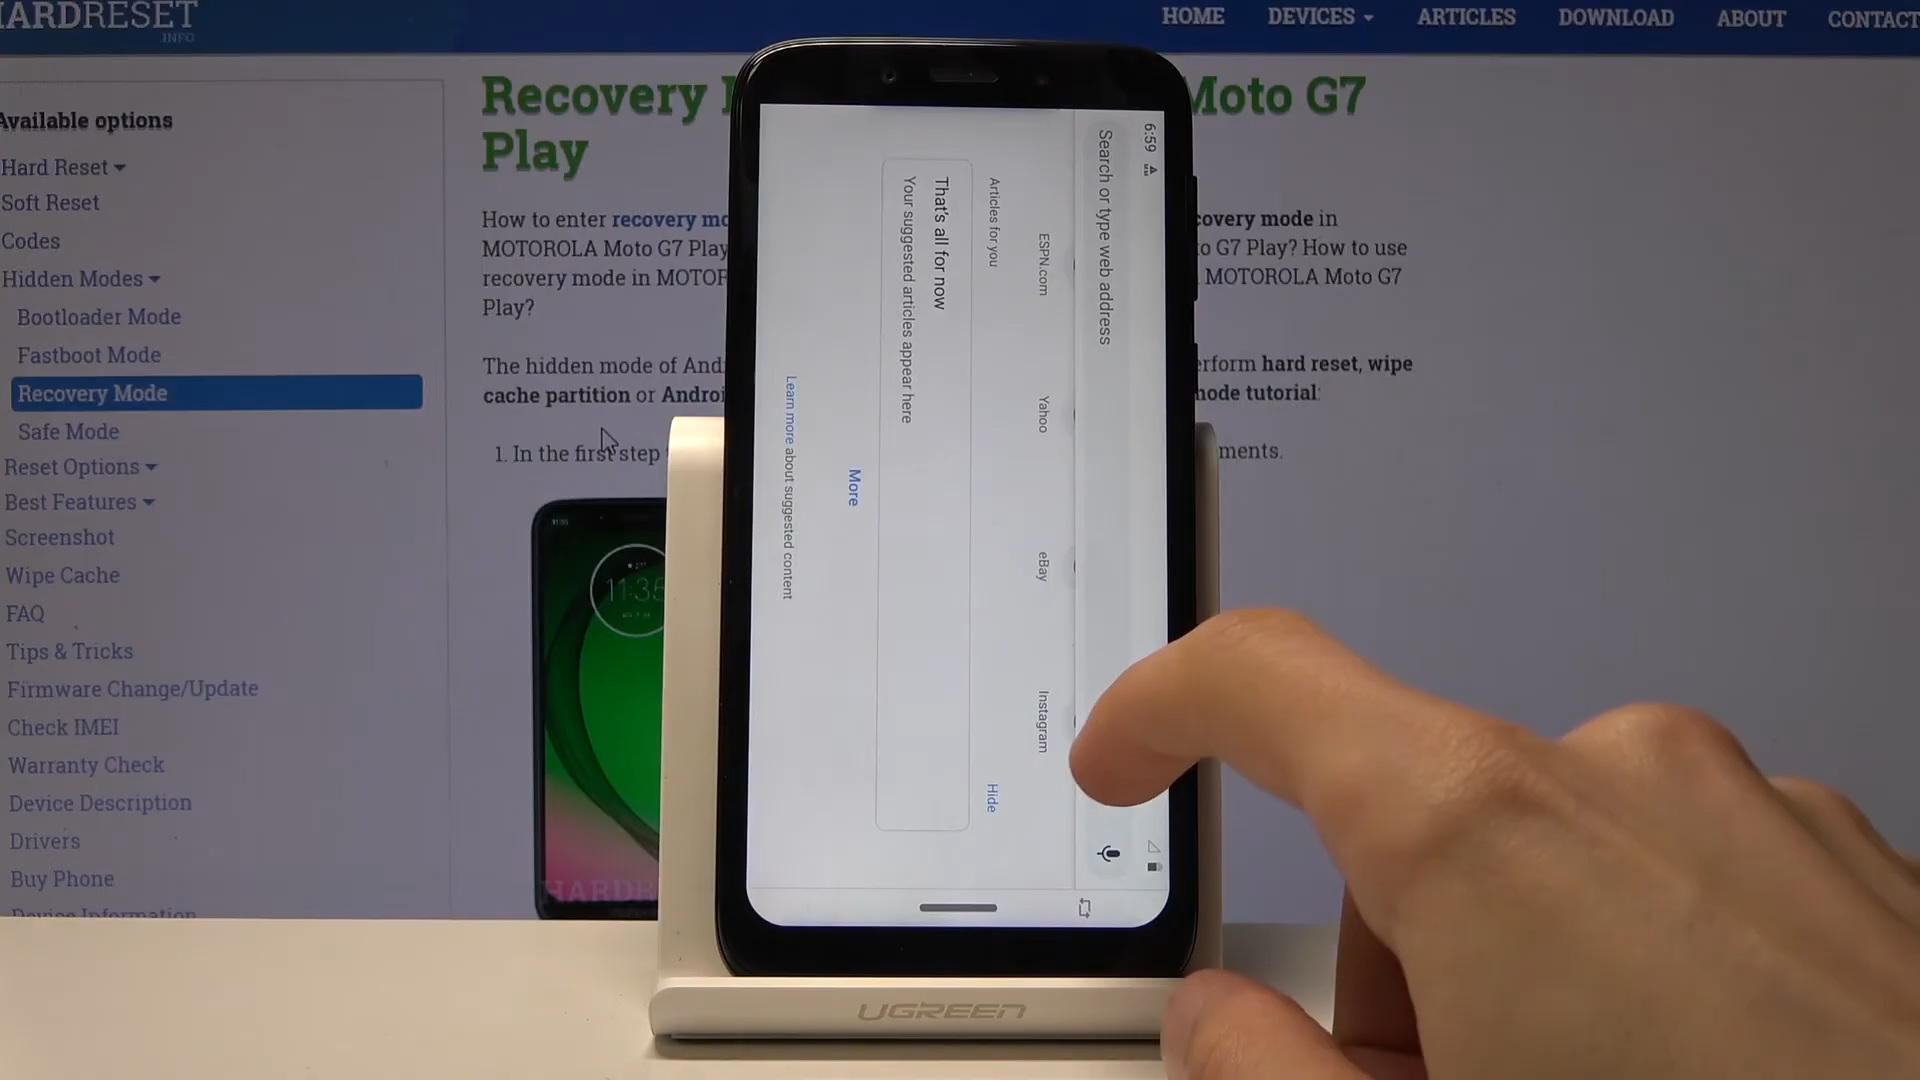 HARDRESET
INFO
HOME
DEVICES
ARTICLES
DOWNLOAD
ABOUT
CONTACT
Available options
Hard Reset
Soft Reset
Codes
Hidden Modes
Bootloader Mode
Fastboot Mode
Recovery Mode
Safe Mode
Reset Options
Best Features
Screenshot
Wipe Cache
FAQ
Tips & Tricks
Firmware Change/Update
Check IMEI
Warranty Check
Device Description
Drivers
Buy Phone
Device Information
Recovery Moto G7
Play
How to enter recovery covery mode in
MOTOROLA Moto G7 Play G7 Play? How to use
recovery mode in MOTOROLA Moto G7
Play?
The hidden mode of perform hard reset, wipe
cache partition or mode tutorial:
1. In the first step
11:35
6:59
Search or type web address
ESPN.com
Yahoo
eBay
Instagram
Articles for you
Hide
That's all for now
Your suggested articles appear here
More
Learn more about suggested content
UGREEN